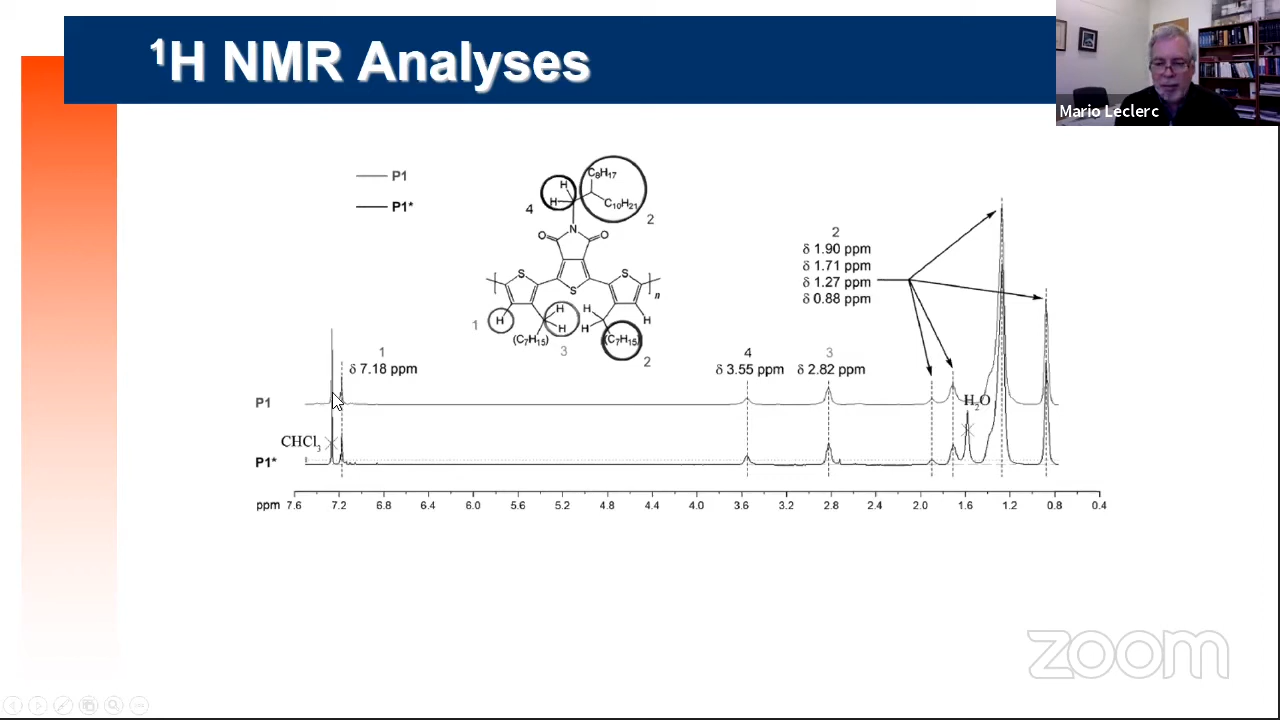 ¹H NMR Analyses
Mario Leclerc
P1
P1*
H
H
C₈H₁₇
C₁₀H₂₁
4
2
N
O
O
S
S
S
n
H
H
H
H
H
H
1
(C₇H₁₅)
3
(C₇H₁₅)
2
2
δ 1.90 ppm
δ 1.71 ppm
δ 1.27 ppm
δ 0.88 ppm
1
δ 7.18 ppm
4
δ 3.55 ppm
3
δ 2.82 ppm
P1
H₂O
CHCl₃
P1*
ppm 7.6 7.2 6.8 6.4 6.0 5.6 5.2 4.8 4.4 4.0 3.6 3.2 2.8 2.4 2.0 1.6 1.2 0.8 0.4
zoom